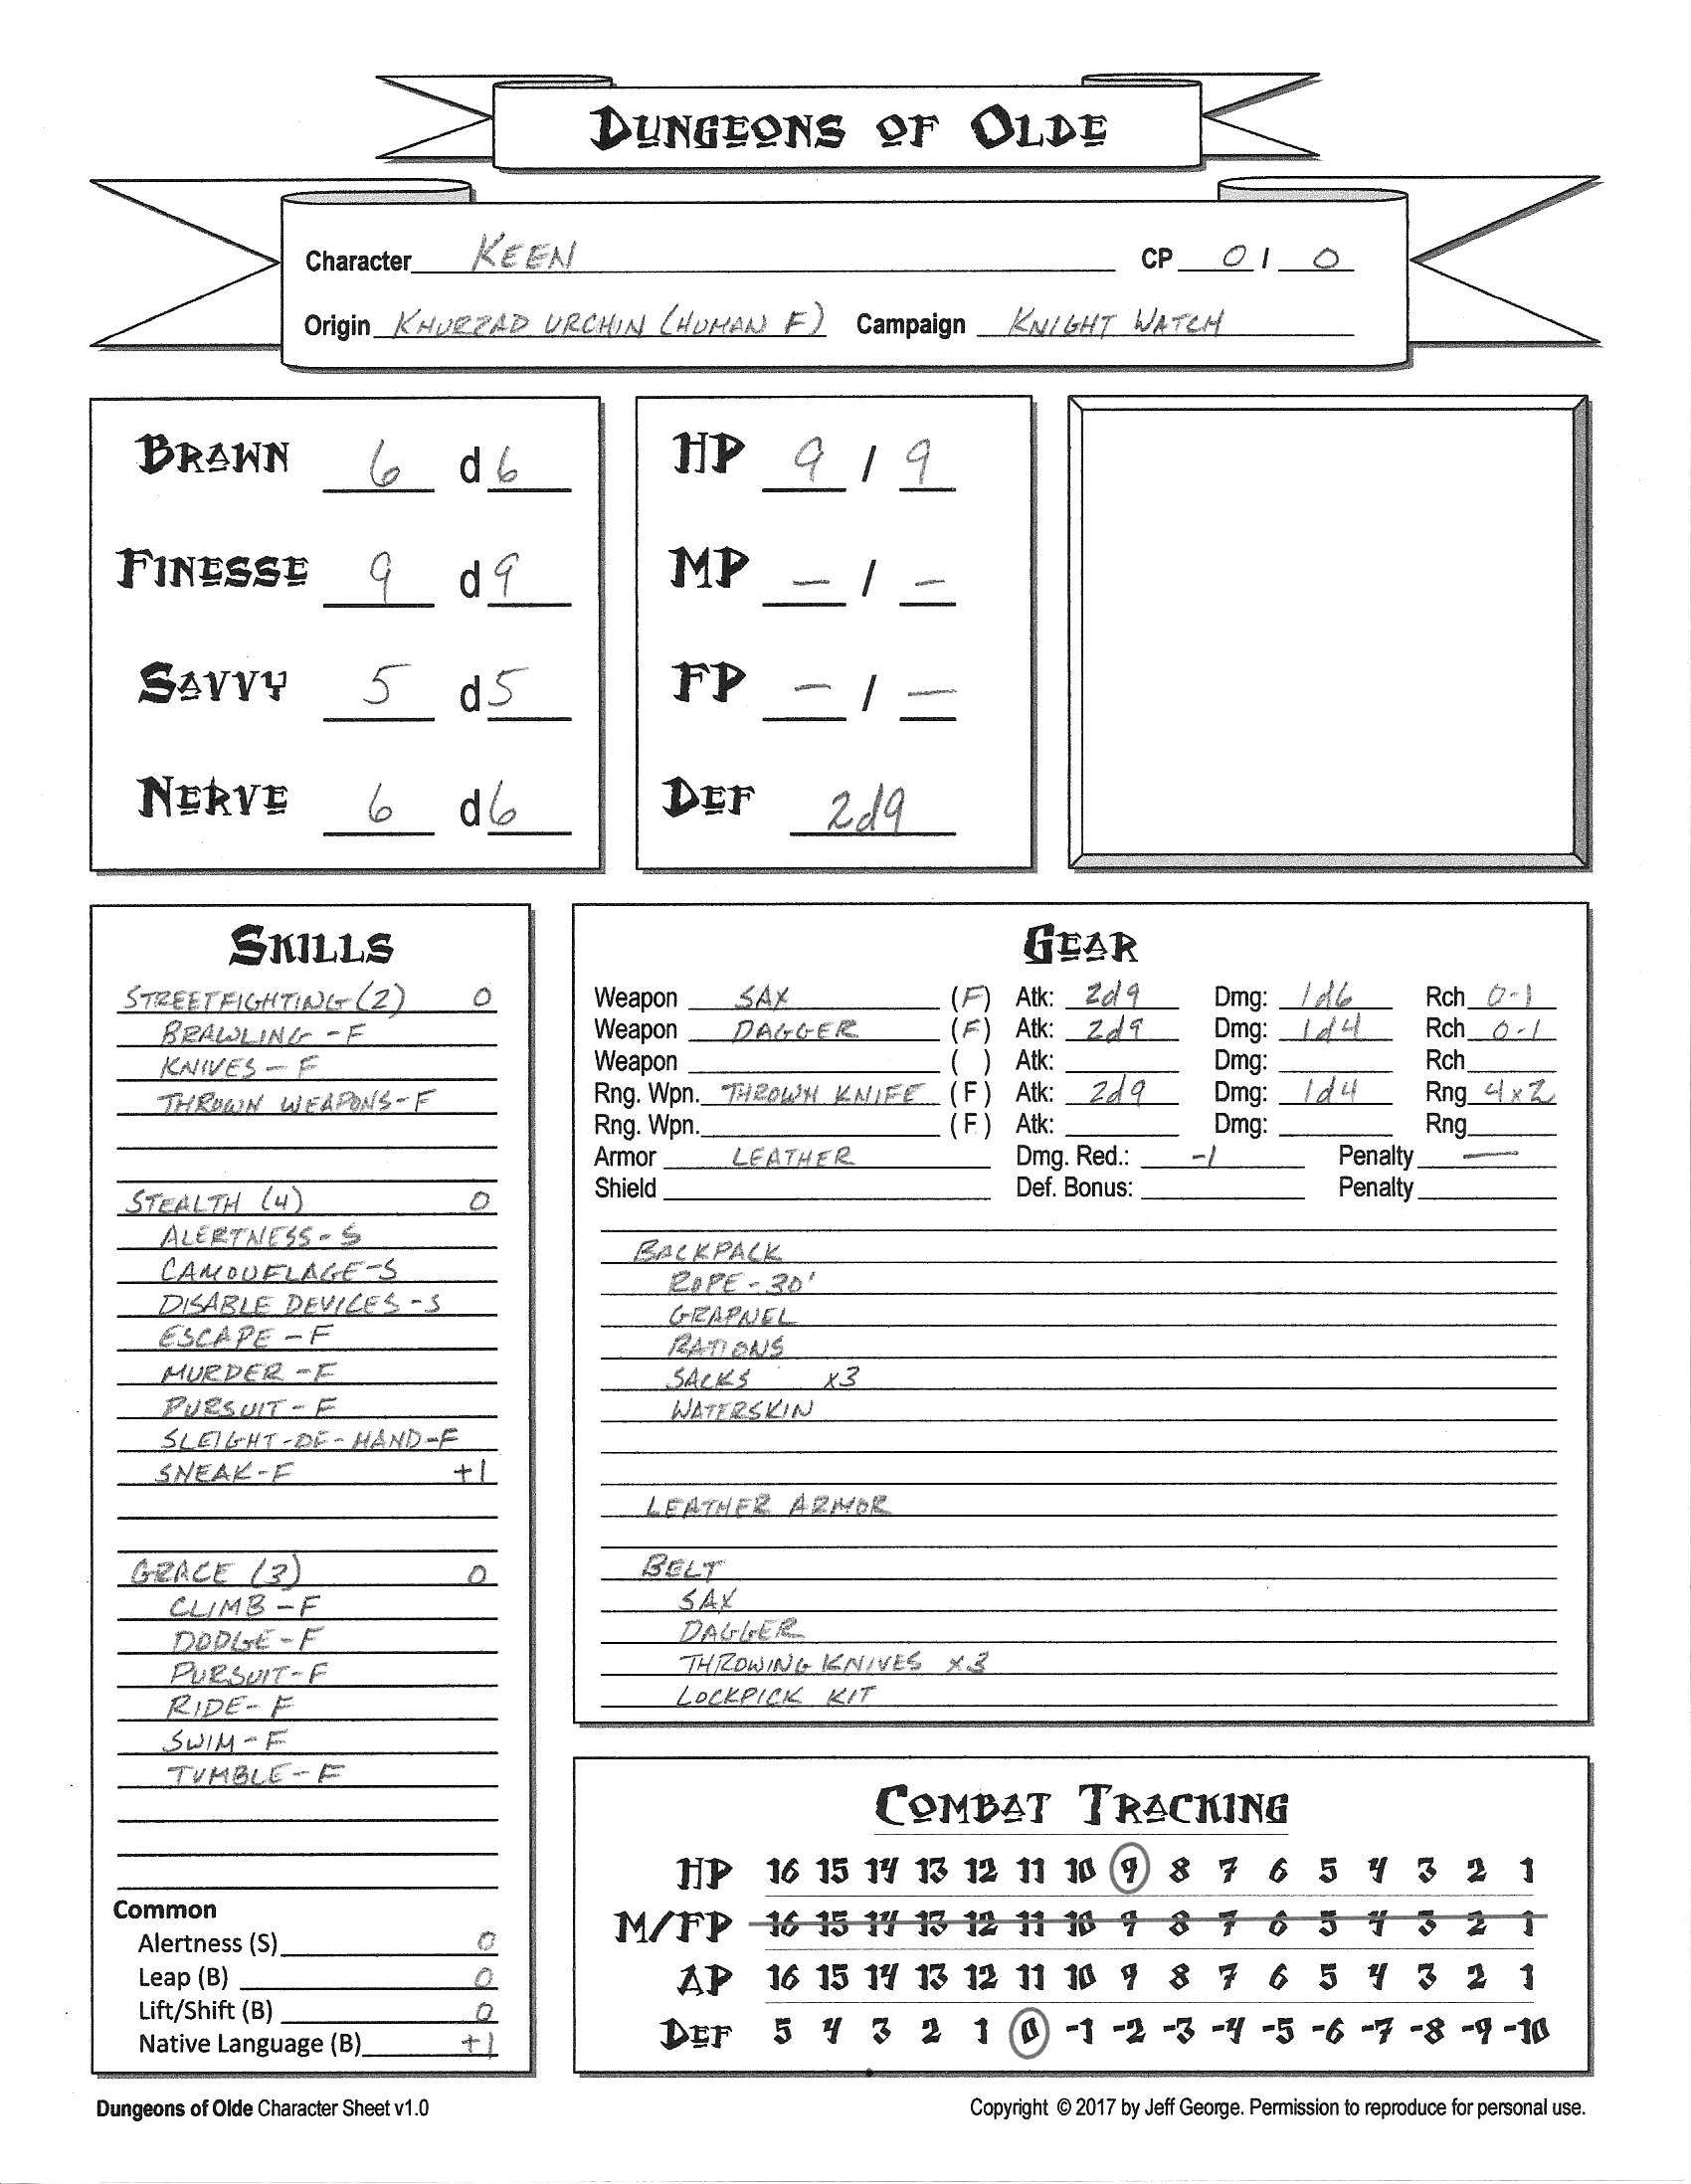 DUNGEONS OF OLDE
Character KEEN CP 0 / 0
Origin KHURZAD URCHIN (HUMAN F) Campaign KNIGHT WATCH
BRAWN 6 d6
FINESSE 9 d9
SAVVY 5 d5
NERVE 6 d6
HP 9 / 9
MP — / —
FP — / —
DEF 2d9
SKILLS
STREETFIGHTING (2) 0
BRAWLING - F
KNIVES - F
THROWN WEAPONS - F
STEALTH (4) 0
ALERTNESS - S
CAMOUFLAGE - S
DISABLE DEVICES - S
ESCAPE - F
MURDER - F
PURSUIT - F
SLEIGHT-OF-HAND - F
SNEAK - F +1
GRACE (3) 0
CLIMB - F
DODGE - F
PURSUIT - F
RIDE - F
SWIM - F
TUMBLE - F
Common
Alertness (S) 0
Leap (B) 0
Lift/Shift (B) 0
Native Language (B) +1
GEAR
Weapon SAX (F) Atk: 2d9 Dmg: 1d6 Rch 0-1
Weapon DAGGER (F) Atk: 2d9 Dmg: 1d4 Rch 0-1
Weapon ( ) Atk: Dmg: Rch
Rng. Wpn. THROWN KNIFE (F) Atk: 2d9 Dmg: 1d4 Rng 4x2
Rng. Wpn. (F) Atk: Dmg: Rng
Armor LEATHER Dmg. Red.: -1 Penalty —
Shield Def. Bonus: Penalty
BACKPACK
ROPE - 30'
GRAPNEL
RATIONS
SACKS x3
WATERSKIN
LEATHER ARMOR
BELT
SAX
DAGGER
THROWING KNIVES x3
LOCKPICK KIT
COMBAT TRACKING
HP 16 15 14 13 12 11 10 9 8 7 6 5 4 3 2 1
M/FP 16 15 14 13 12 11 10 9 8 7 6 5 4 3 2 1
AP 16 15 14 13 12 11 10 9 8 7 6 5 4 3 2 1
DEF 5 4 3 2 1 0 -1 -2 -3 -4 -5 -6 -7 -8 -9 -10
Dungeons of Olde Character Sheet v1.0
Copyright © 2017 by Jeff George. Permission to reproduce for personal use.